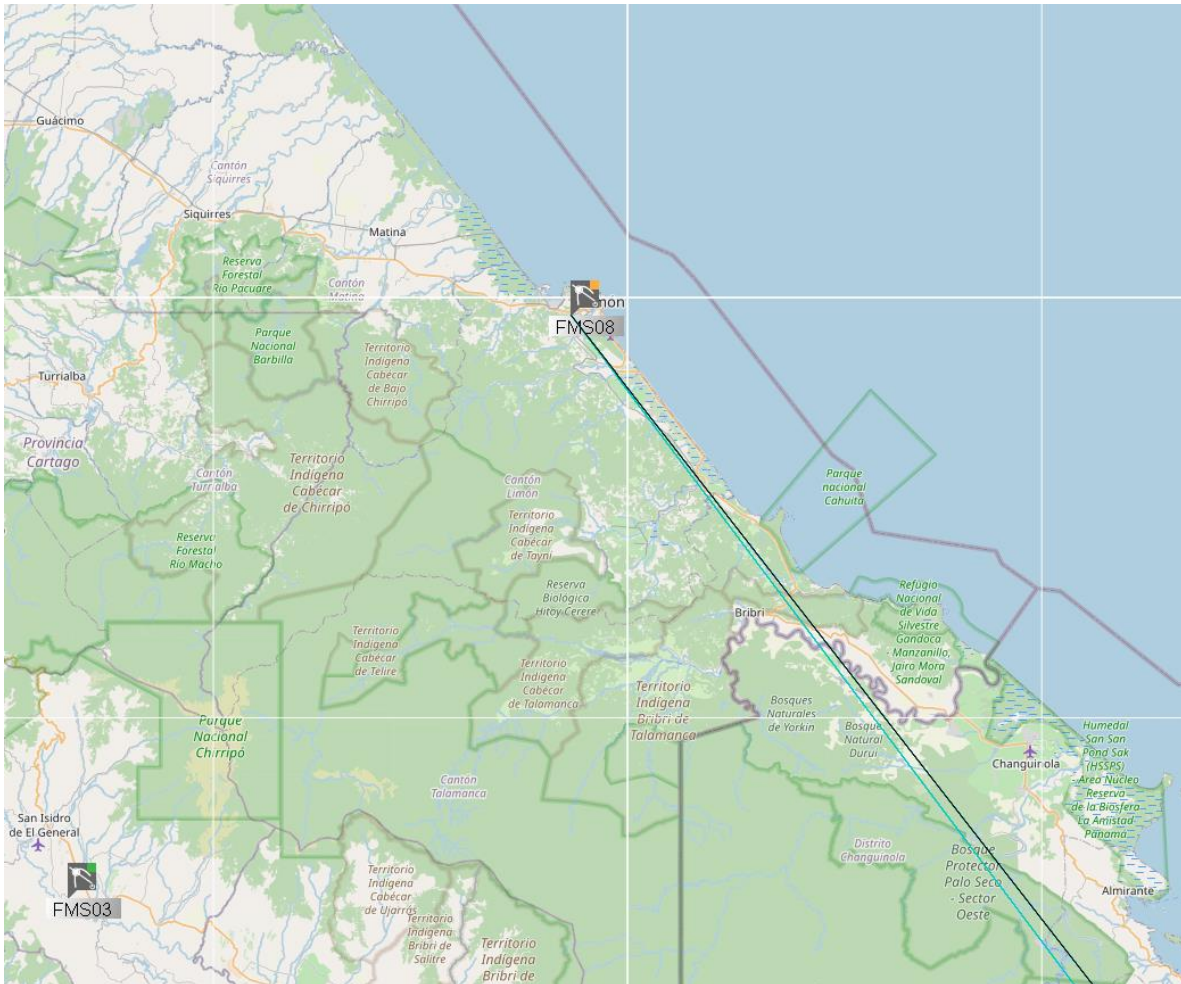 Guácimo
Cantón
Siquirres
Siquirres
Matina
Reserva
Forestal
Río Pacuare
Cantón
Matina
non
FMS08
Parque
Nacional
Barbilla
Territorio
Indígena
Cabécar
de Bajo
Chirripó
Turrialba
Provincia
Cartago
Cantón
Turrialba
Territorio
Indígena
Cabécar
de Chirripó
Cantón
Limón
Parque
nacional
Cahuita
Reserva
Forestal
Río Macho
Territorio
Indígena
Cabécar
de Tayní
Reserva
Biológica
Hitoy Cerere
Refugio
Nacional
de Vida
Silvestre
Gandoca
- Manzanillo,
Jairo Mora
Sandoval
Bribri
Territorio
Indígena
Cabécar
de Telire
Territorio
Indígena
Cabécar
de Talamanca
Territorio
Indígena
Bribri de
Talamanca
Bosques
Naturales
de Yorkin
Bosque
Natural
Durui
Parque
Nacional
Chirripó
Humedal
San San
Pond Sak
(HSSPS)
- Área Núcleo
Reserva
de la Biosfera
La Amistad
Panamá
Changuinola
Cantón
Talamanca
San Isidro
de El General
Distrito
Changuinola
Bosque
Protector
Palo Seco
- Sector
Oeste
Almirante
FMS03
Territorio
Indígena
Cabécar
de Ujarrás
Territorio
Indígena
Bribri de
Salitre
Territorio
Indígena
Bribri de